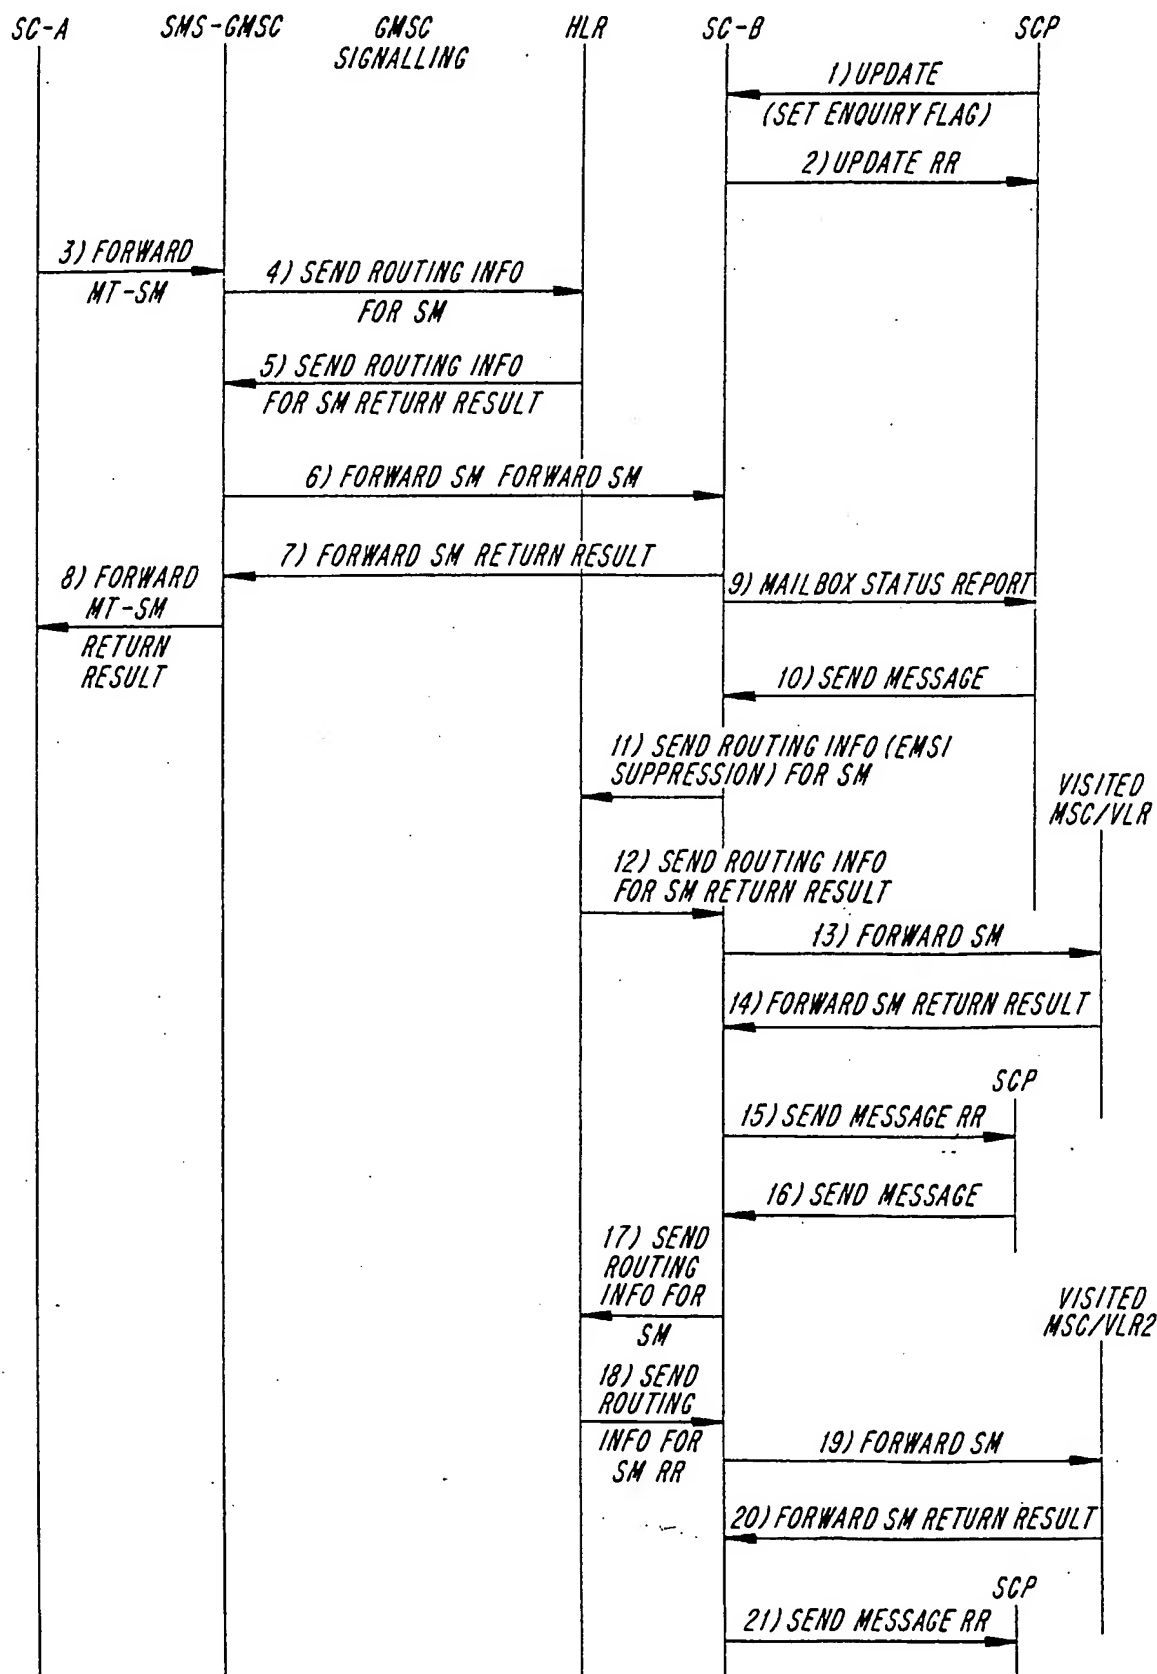 SC-A
SMS-GMSC
GMSC
SIGNALLING
HLR
SC-B
SCP
1) UPDATE
(SET ENQUIRY FLAG)
2) UPDATE RR
3) FORWARD
MT-SM
4) SEND ROUTING INFO
FOR SM
5) SEND ROUTING INFO
FOR SM RETURN RESULT
6) FORWARD SM FORWARD SM
7) FORWARD SM RETURN RESULT
8) FORWARD
MT-SM
RETURN
RESULT
9) MAILBOX STATUS REPORT
10) SEND MESSAGE
11) SEND ROUTING INFO (EMSI
SUPPRESSION) FOR SM
VISITED
MSC/VLR
12) SEND ROUTING INFO
FOR SM RETURN RESULT
13) FORWARD SM
14) FORWARD SM RETURN RESULT
SCP
15) SEND MESSAGE RR
16) SEND MESSAGE
17) SEND
ROUTING
INFO FOR
SM
VISITED
MSC/VLR2
18) SEND
ROUTING
INFO FOR
SM RR
19) FORWARD SM
20) FORWARD SM RETURN RESULT
SCP
21) SEND MESSAGE RR